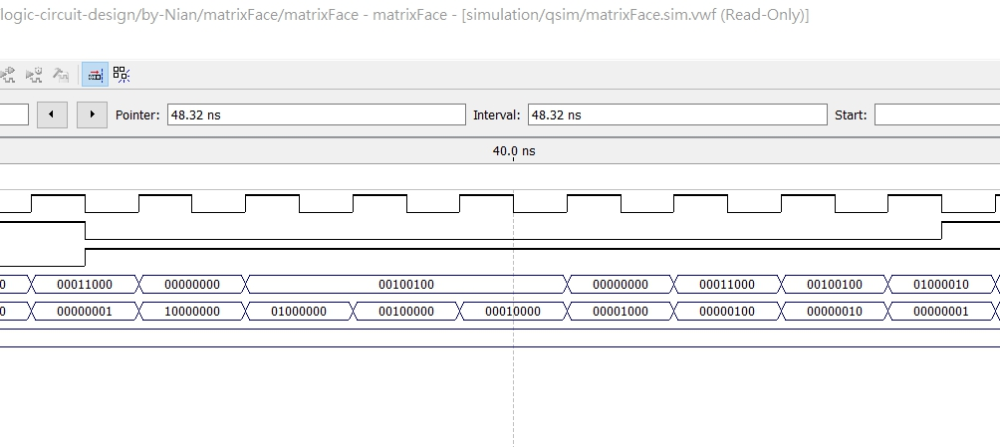 logic-circuit-design/by-Nian/matrixFace/matrixFace - matrixFace - [simulation/qsim/matrixFace.sim.vwf (Read-Only)]
Pointer: 48.32 ns Interval: 48.32 ns Start:
40.0 ns
0 00011000 00000000 00100100 00000000 00011000 00100100 01000010
0 00000001 10000000 01000000 00100000 00010000 00001000 00000100 00000010 00000001